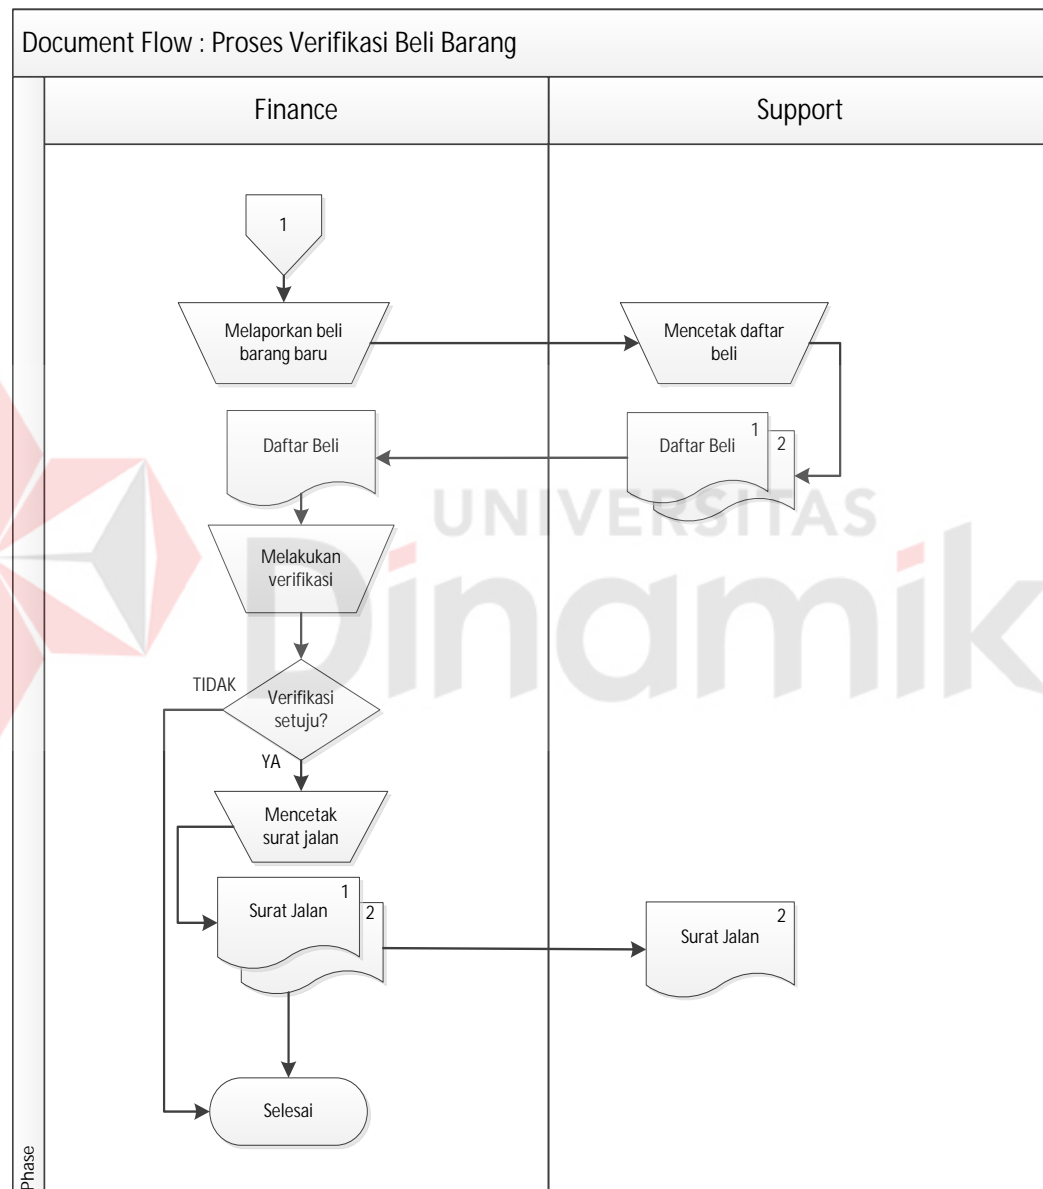 Document Flow : Proses Verifikasi Beli Barang
Finance
Support
1
Melaporkan beli
barang baru
Mencetak daftar
beli
Daftar Beli
Daftar Beli
1
2
Melakukan
verifikasi
UNIVERSITAS
Dinamika
TIDAK
Verifikasi
setuju?
YA
Mencetak
surat jalan
Surat Jalan
1
2
Surat Jalan
2
Selesai
Phase